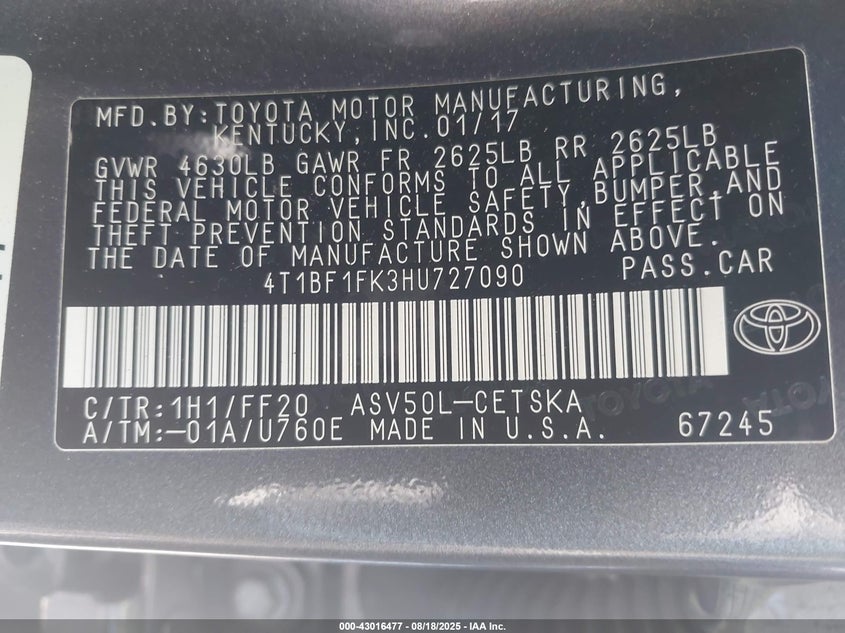 MFD.BY:TOYOTA MOTOR MANUFACTURING,
KENTUCKY,INC.01/17
GVWR 4630LB GAWR FR 2625LB RR 2625LB
THIS VEHICLE CONFORMS TO ALL APPLICABLE
FEDERAL MOTOR VEHICLE SAFETY,BUMPER,AND
THEFT PREVENTION STANDARDS IN EFFECT ON
THE DATE OF MANUFACTURE SHOWN ABOVE.
4T1BF1FK3HU727090 PASS.CAR
C/TR:1H1/FF20 ASV50L-CETSKA
A/TM:-01A/U760E MADE IN U.S.A. 67245
000-43016477 - 08/18/2025 - IAA Inc.